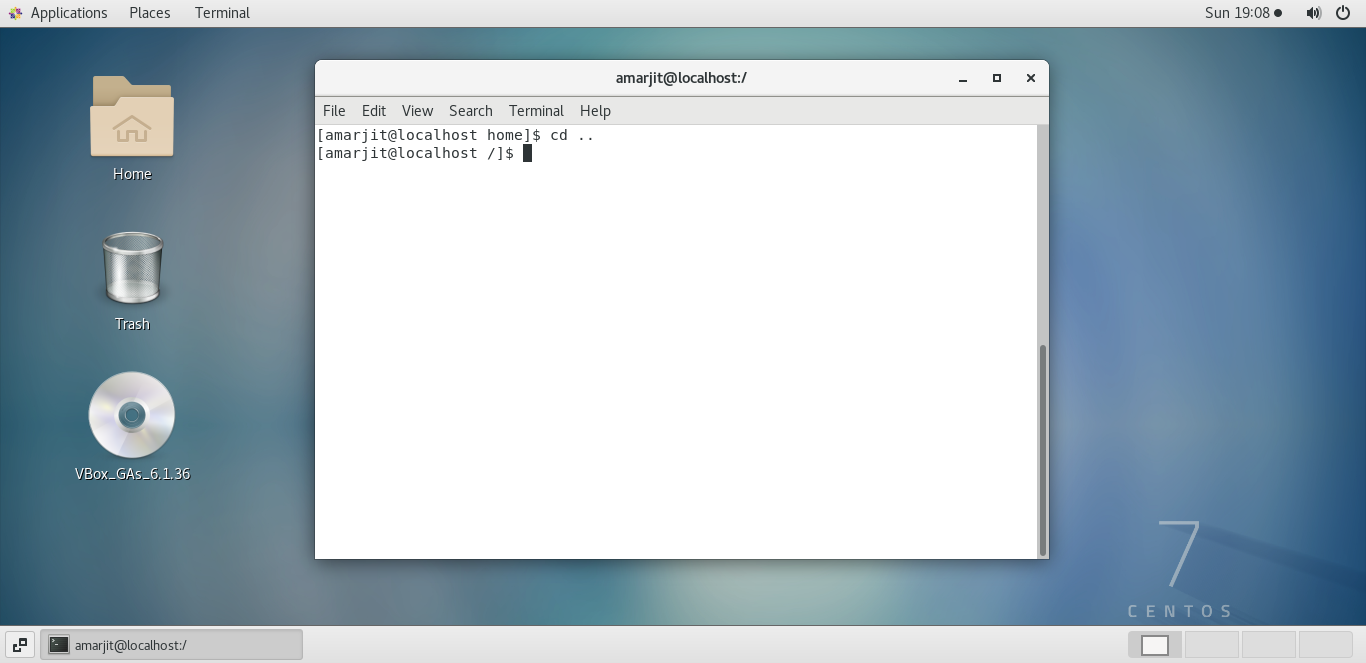 Applications Places Terminal Sun 19:08
amarjit@localhost:/
File Edit View Search Terminal Help
[amarjit@localhost home]$ cd ..
[amarjit@localhost /]$
Home
Trash
VBox_GAs_6.1.36
7
CENTOS
amarjit@localhost:/